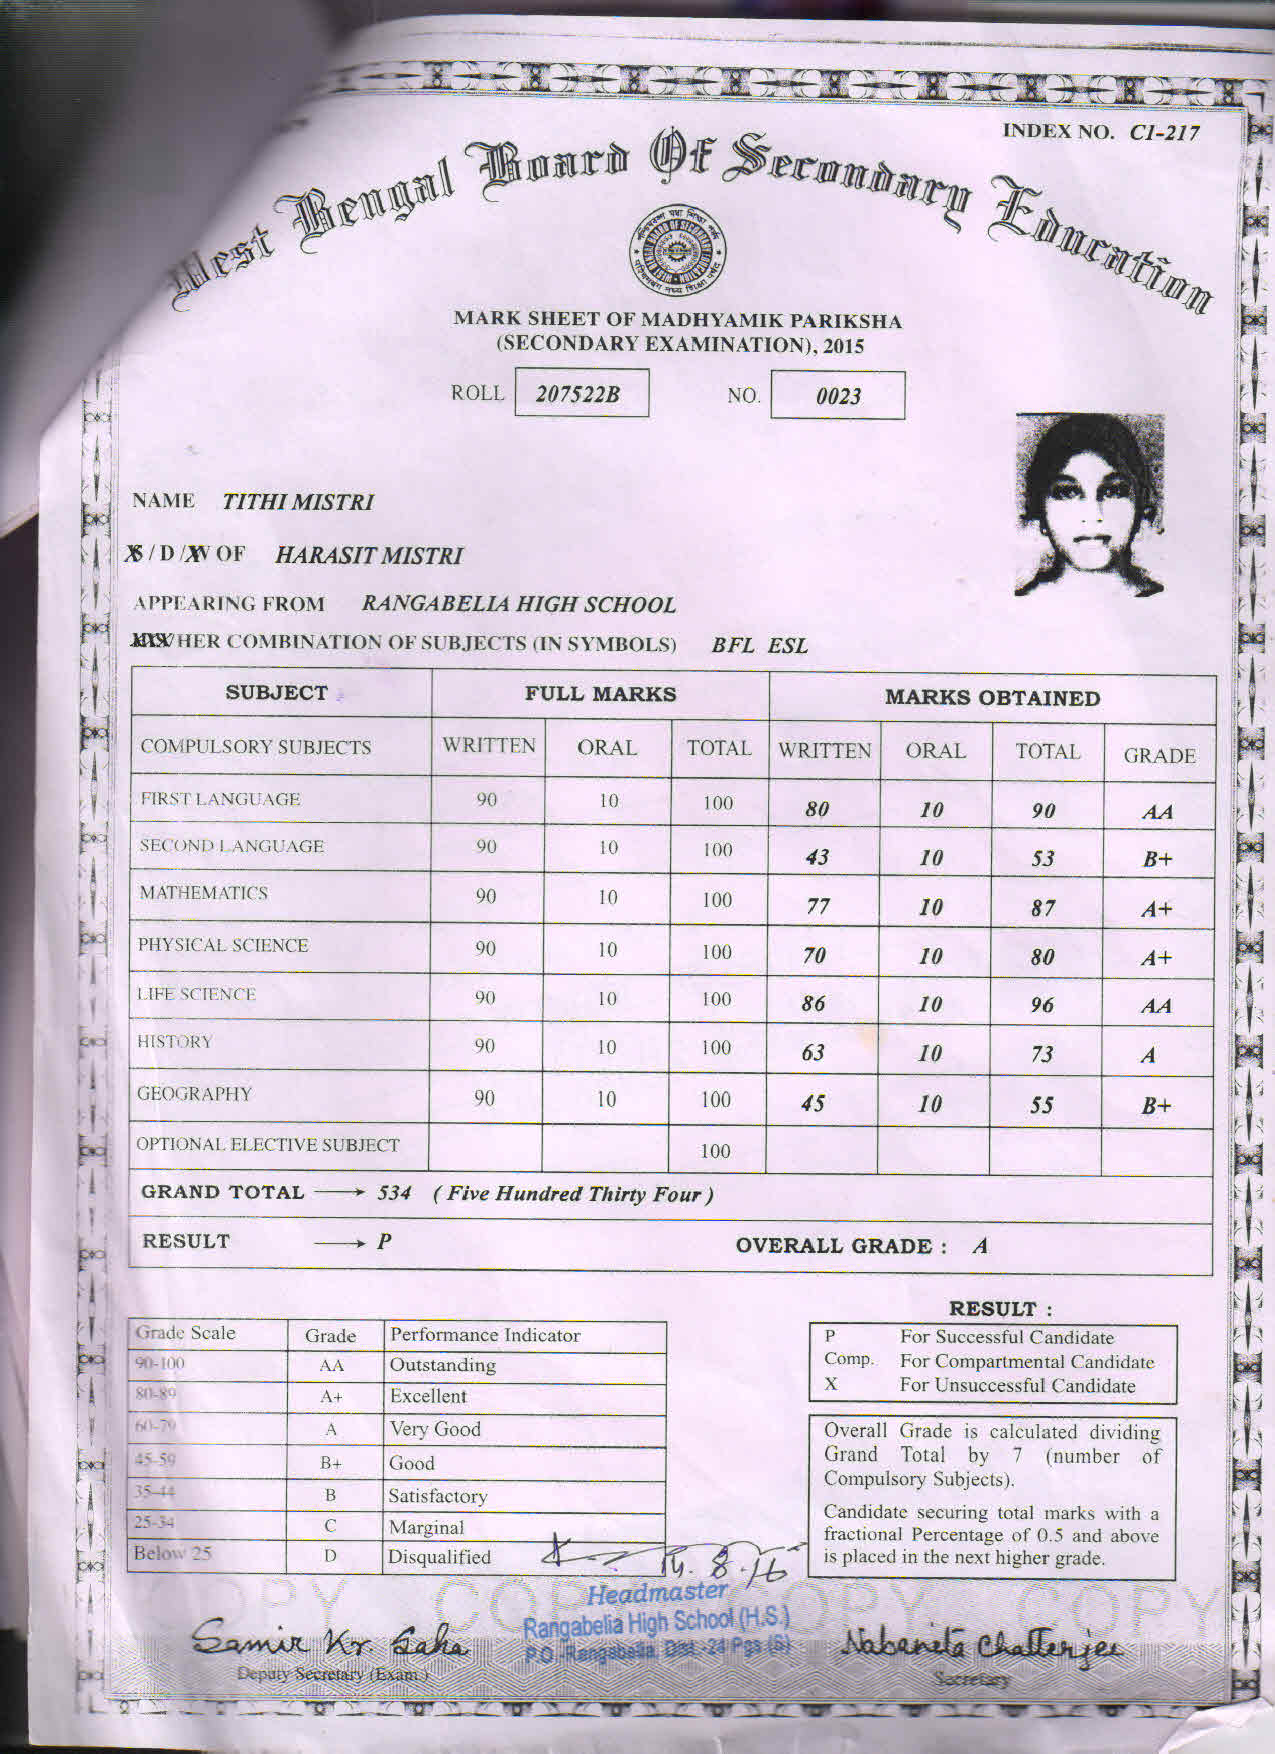 INDEX NO. C1-217
West Bengal Board Of Secondary Education
MARK SHEET OF MADHYAMIK PARIKSHA
(SECONDARY EXAMINATION), 2015
ROLL 207522B NO. 0023
NAME TITHI MISTRI
S / D / W OF HARASIT MISTRI
APPEARING FROM RANGABELIA HIGH SCHOOL
HER COMBINATION OF SUBJECTS (IN SYMBOLS) BFL ESL
SUBJECT FULL MARKS MARKS OBTAINED
COMPULSORY SUBJECTS WRITTEN ORAL TOTAL WRITTEN ORAL TOTAL GRADE
FIRST LANGUAGE 90 10 100 80 10 90 AA
SECOND LANGUAGE 90 10 100 43 10 53 B+
MATHEMATICS 90 10 100 77 10 87 A+
PHYSICAL SCIENCE 90 10 100 70 10 80 A+
LIFE SCIENCE 90 10 100 86 10 96 AA
HISTORY 90 10 100 63 10 73 A
GEOGRAPHY 90 10 100 45 10 55 B+
OPTIONAL ELECTIVE SUBJECT 100
GRAND TOTAL → 534 ( Five Hundred Thirty Four )
RESULT → P OVERALL GRADE : A
Grade Scale Grade Performance Indicator
90-100 AA Outstanding
80-89 A+ Excellent
60-79 A Very Good
45-59 B+ Good
35-44 B Satisfactory
25-34 C Marginal
Below 25 D Disqualified
RESULT :
P For Successful Candidate
Comp. For Compartmental Candidate
X For Unsuccessful Candidate
Overall Grade is calculated dividing
Grand Total by 7 (number of
Compulsory Subjects).
Candidate securing total marks with a
fractional Percentage of 0.5 and above
is placed in the next higher grade.
Headmaster
Rangabelia High School (H.S.)
P.O.-Rangabelia, Dist.-24 Pgs (S)
COPY COPY COPY COPY
Samir Kr Saha
Deputy Secretary (Exam.)
Nabaneeta Chatterjee
Secretary